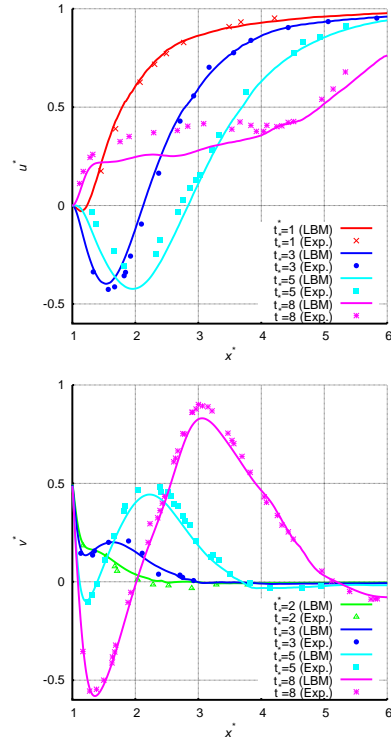 1
0.5
0
-0.5
u*
t*=1 (LBM)
t*=1 (Exp.)
t*=3 (LBM)
t*=3 (Exp.)
t*=5 (LBM)
t*=5 (Exp.)
t*=8 (LBM)
t*=8 (Exp.)
1 2 3 4 5 6
x*
1
0.5
0
-0.5
v*
t*=2 (LBM)
t*=2 (Exp.)
t*=3 (LBM)
t*=3 (Exp.)
t*=5 (LBM)
t*=5 (Exp.)
t*=8 (LBM)
t*=8 (Exp.)
1 2 3 4 5 6
x*